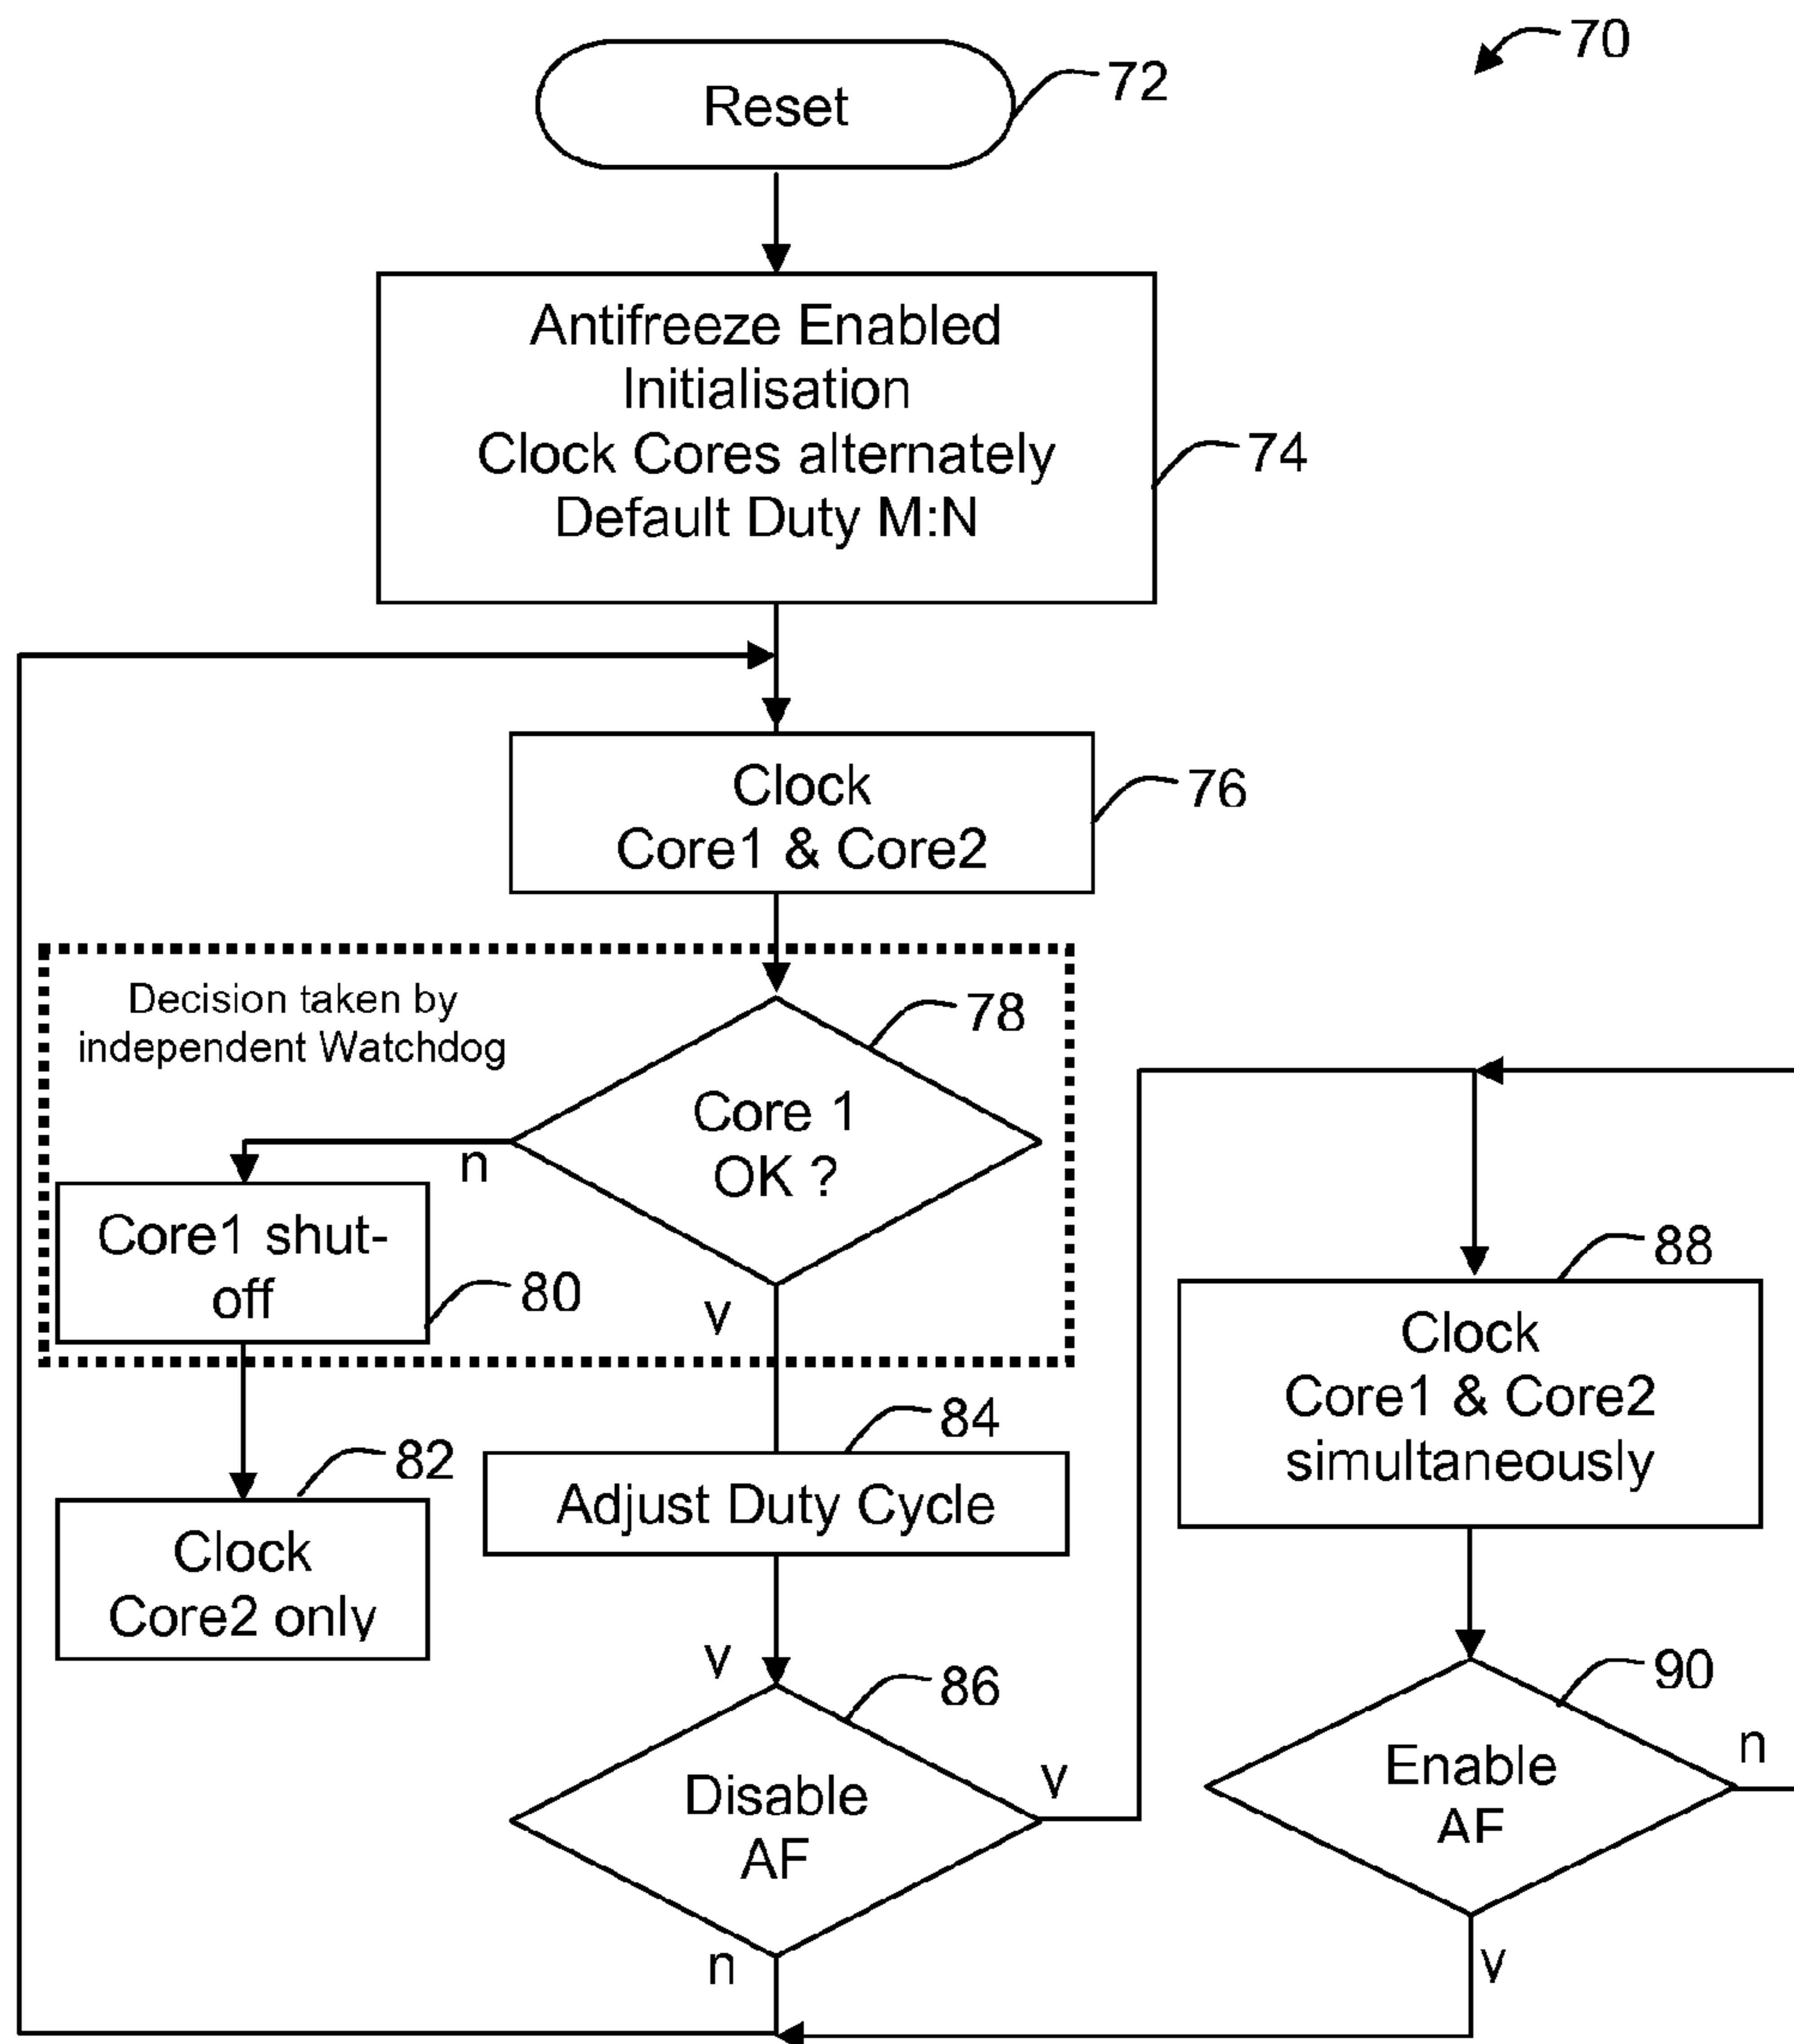 70
Reset
72
Antifreeze Enabled
Initialisation
Clock Cores alternately
Default Duty M:N
74
Clock
Core1 & Core2
76
Decision taken by
independent Watchdog
78
Core 1
OK ?
n
v
Core1 shut-
off
80
82
Clock
Core2 only
84
Adjust Duty Cycle
v
86
Disable
AF
v
n
88
Clock
Core1 & Core2
simultaneously
90
Enable
AF
n
v